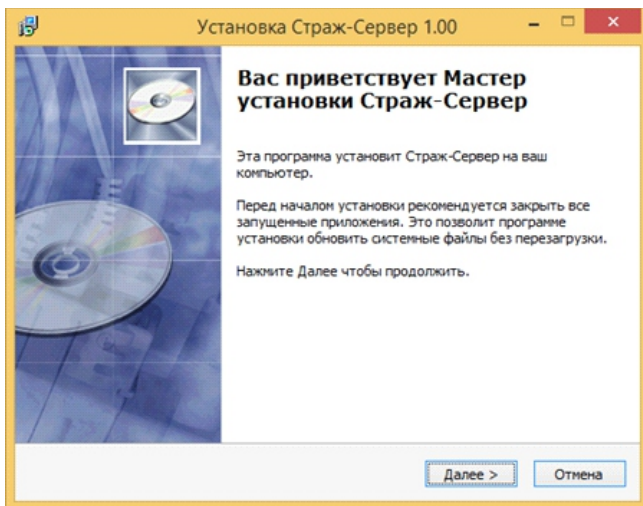 Установка Страж-Сервер 1.00
Вас приветствует Мастер
установки Страж-Сервер
Эта программа установит Страж-Сервер на ваш
компьютер.
Перед началом установки рекомендуется закрыть все
запущенные приложения. Это позволит программе
установки обновить системные файлы без перезагрузки.
Нажмите Далее чтобы продолжить.
Далее >
Отмена